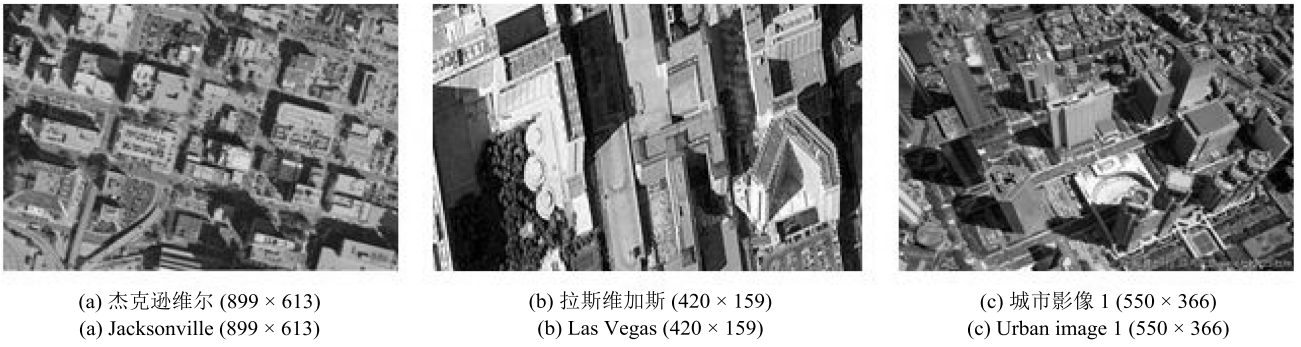 (a) 杰克逊维尔 (899 × 613)
(a) Jacksonville (899 × 613)
(b) 拉斯维加斯 (420 × 159)
(b) Las Vegas (420 × 159)
(c) 城市影像 1 (550 × 366)
(c) Urban image 1 (550 × 366)